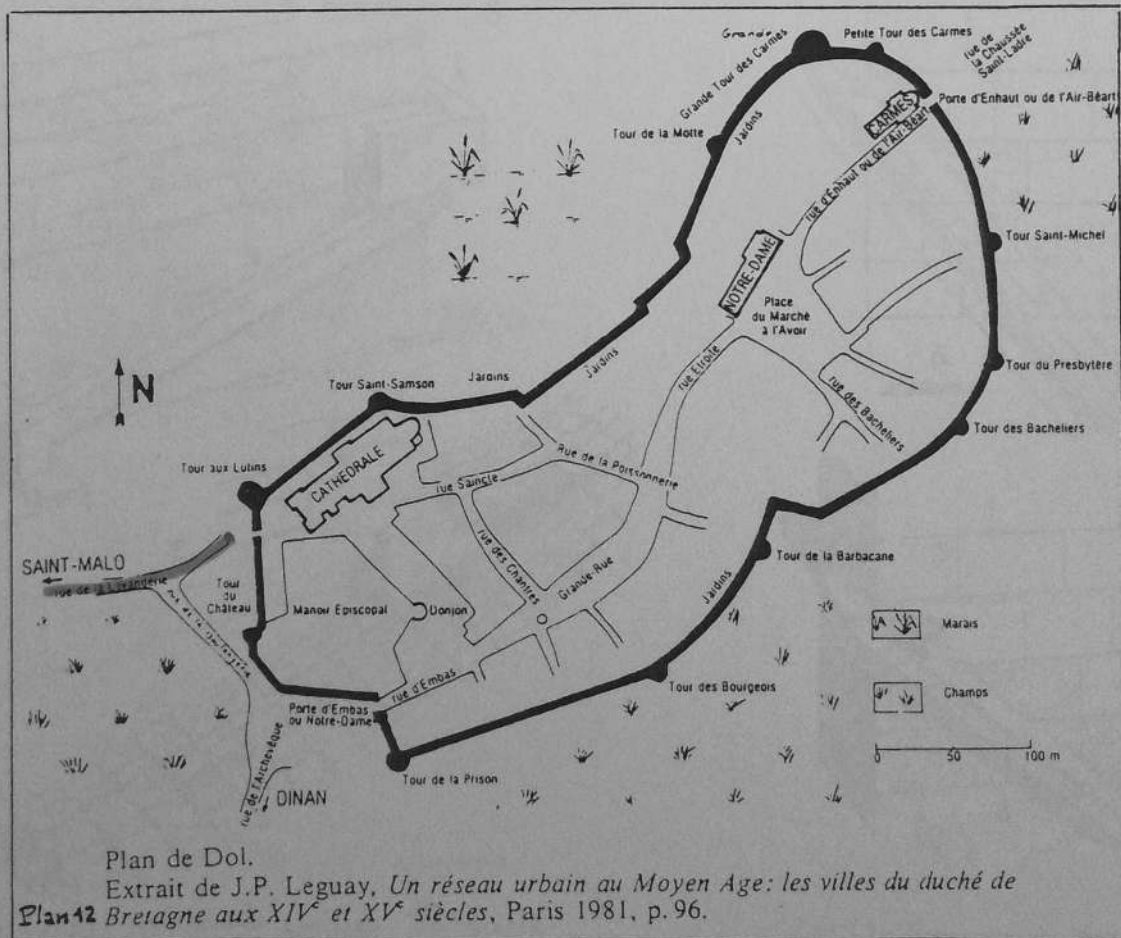 Grande
Petite Tour des Carmes
rue de
la Chaussée
Saint-Ladre
Grande Tour des Carmes
Jardins
CARMES
Porte d'Enhaut ou de l'Air-Béart
Tour de la Motte
rue d'Enhaut ou de l'Air-Béart
Tour Saint-Michel
NOTRE-DAME
Place
du Marché
à l'Avoir
N
Jardins
Tour Saint-Samson
Jardins
rue Etroite
Tour du Presbytère
rue des Bacheliers
Tour des Bacheliers
Tour aux Lutins
CATHÉDRALE
Rue de la Poissonnerie
rue Saincte
rue des Chantres
Grande-Rue
Tour de la Barbacane
Jardins
SAINT-MALO
rue de la
Tour
du
Château
Manoir Episcopal
Donjon
Marais
rue d'Embas
Tour des Bourgeois
Champs
Porte d'Embas
ou Notre-Dame
0 50 100 m
Tour de la Prison
rue de l'Archevêque
DINAN
Plan de Dol.
Extrait de J.P. Leguay, Un réseau urbain au Moyen Age: les villes du duché de
Plan 12 Bretagne aux XIVe et XVe siècles, Paris 1981, p. 96.